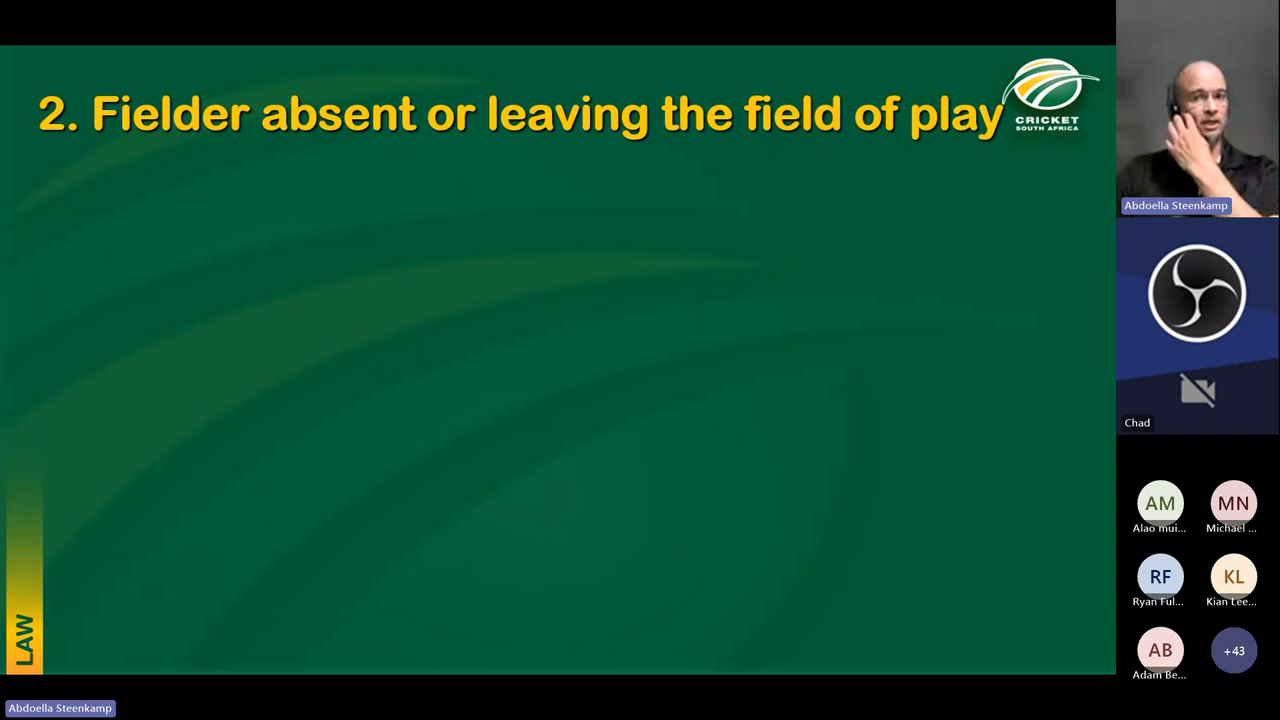 2. Fielder absent or leaving the field of play
CRICKET
SOUTH AFRICA
LAW
Abdoella Steenkamp
Abdoella Steenkamp
Chad
AM
MN
Alao mui...
Michael ...
RF
KL
Ryan Ful...
Kian Lee...
AB
+43
Adam Be...